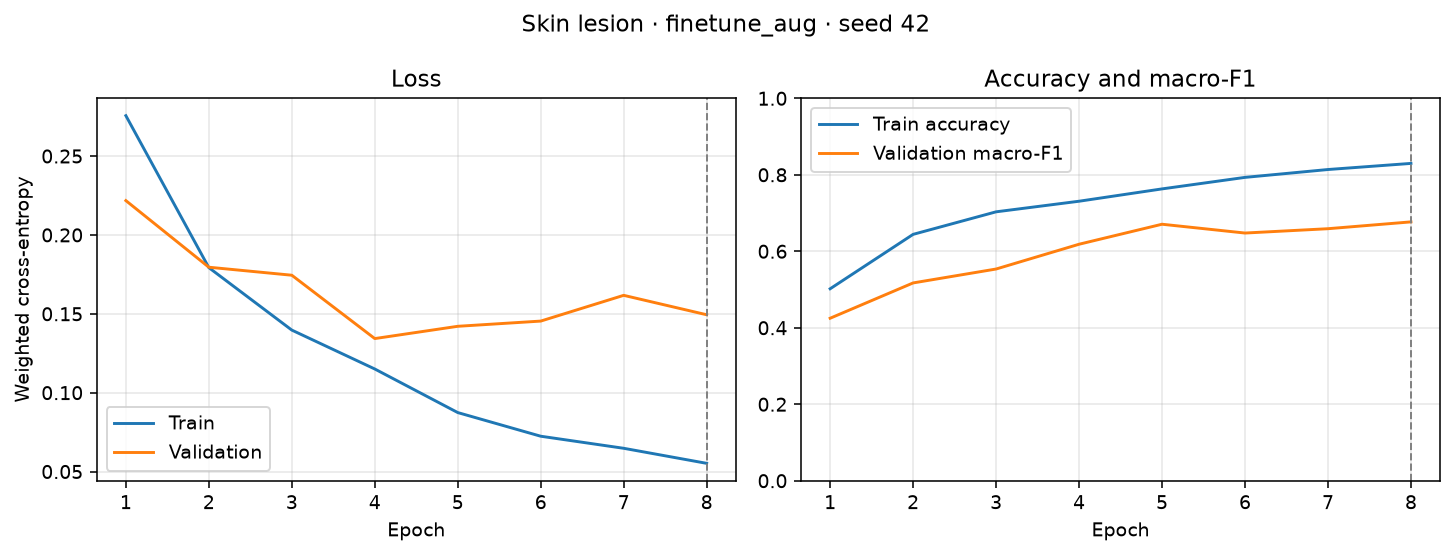 Skin lesion · finetune_aug · seed 42
Loss
Weighted cross-entropy
0.25
0.20
0.15
0.10
0.05
Train
Validation
1 2 3 4 5 6 7 8
Epoch
Accuracy and macro-F1
1.0
0.8
0.6
0.4
0.2
0.0
Train accuracy
Validation macro-F1
1 2 3 4 5 6 7 8
Epoch